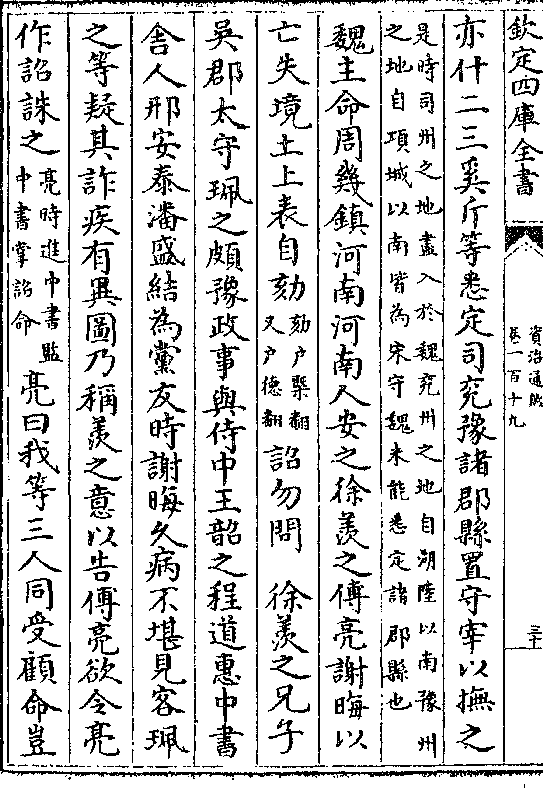 欽定四庫全書
資治通鑑
卷一百十九
三十
亦什二三奚斤等悉定司兖豫諸郡縣置守宰以撫之
是時司州之地盡入於魏兖州之地自湖陸以南豫州
之地自項城以南皆為宋守魏未能悉定諸郡縣也
魏主命周幾鎮河南河南人安之徐羡之傅亮謝晦以
亡失境土上表自劾劾户槩翻
又户徳翻詔勿問　徐羡之兄子
吳郡太守珮之頗豫政事與侍中王韶之程道惠中書
舍人邢安泰潘盛結為黨友時謝晦久病不堪見客珮
之等疑其詐疾有異圖乃稱羡之意以告傅亮欲令亮
作詔誅之亮時進中書監
中書掌詔命亮曰我等三人同受顧命豈